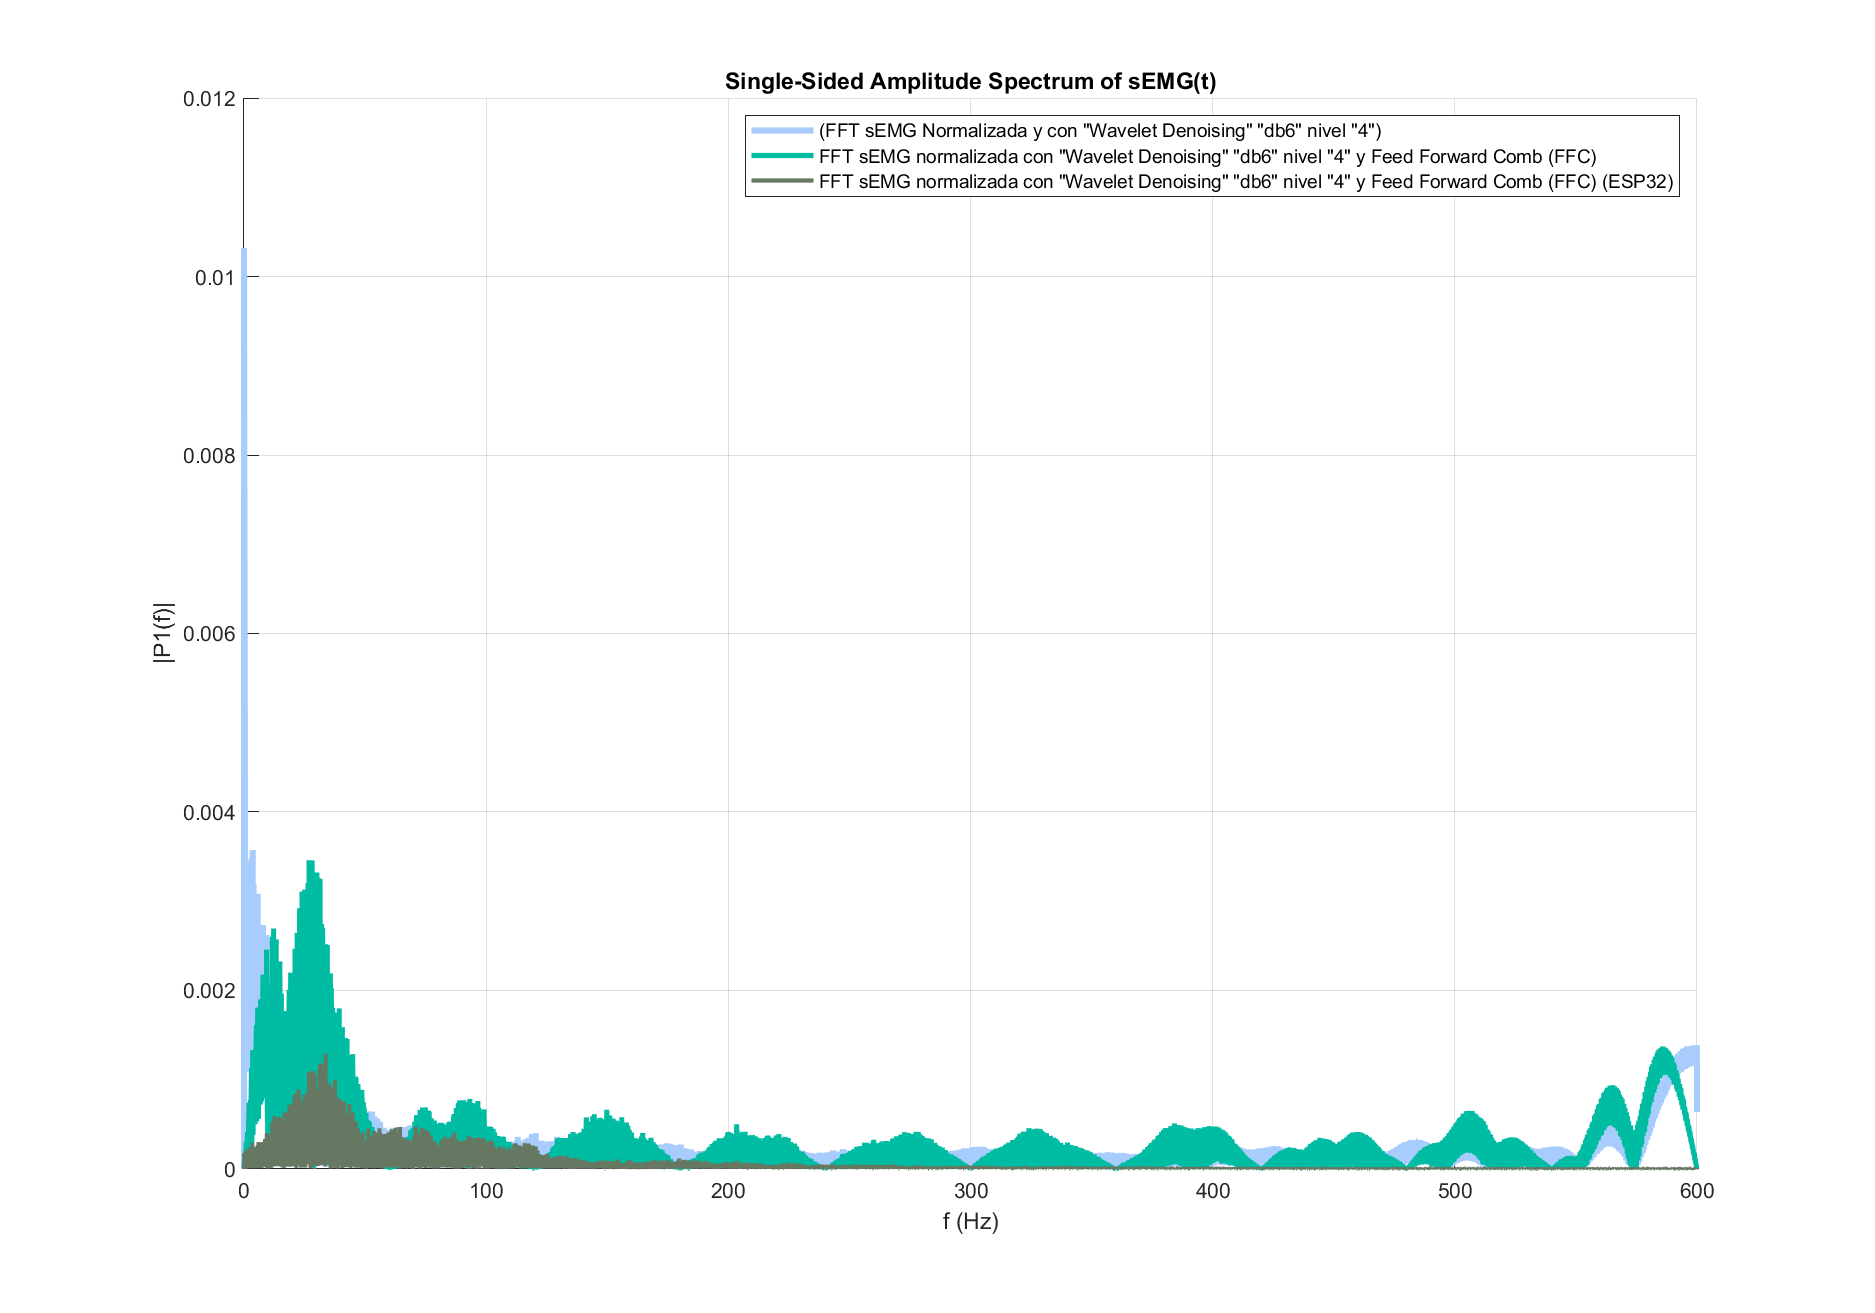 Single-Sided Amplitude Spectrum of sEMG(t)
(FFT sEMG Normalizada y con "Wavelet Denoising" "db6" nivel "4")
FFT sEMG normalizada con "Wavelet Denoising" "db6" nivel "4" y Feed Forward Comb (FFC)
FFT sEMG normalizada con "Wavelet Denoising" "db6" nivel "4" y Feed Forward Comb (FFC) (ESP32)
0.012
0.01
0.008
0.006
0.004
0.002
0
|P1(f)|
0 100 200 300 400 500 600
f (Hz)